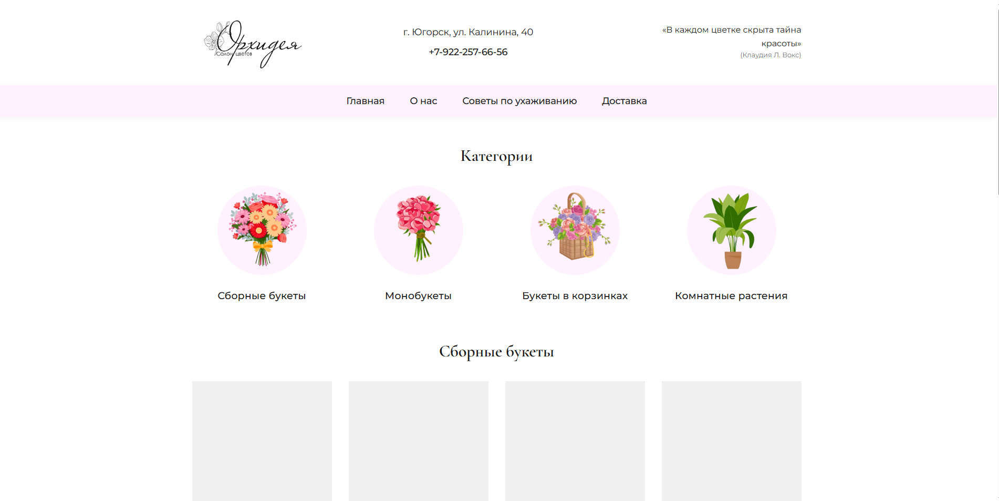 Орхидея
Салон цветов
г. Югорск, ул. Калинина, 40
+7-922-257-66-56
«В каждом цветке скрыта тайна
красоты»
(Клаудия Л. Вокс)
Главная О нас Советы по ухаживанию Доставка
Категории
Сборные букеты Монобукеты Букеты в корзинках Комнатные растения
Сборные букеты